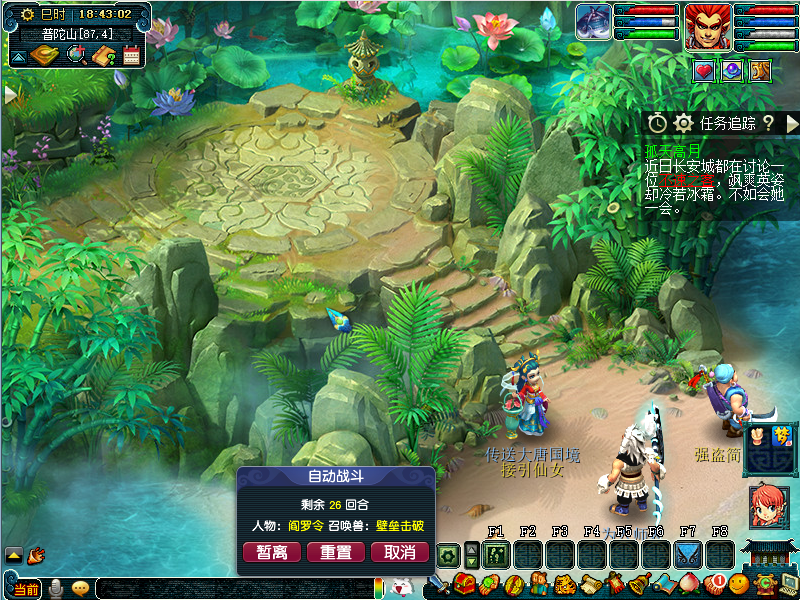 巳时 18:43:02
普陀山[87,4]
任务追踪 ?
孤天高月
近日长安城都在讨论一
位，飒爽英姿
却冷若冰霜。不如会她
一会。
传送大唐国境
接引仙女
强盗简
为 师
梦
自动战斗
剩余 26 回合
人物: 阎罗令 召唤兽: 壁垒击破
暂离 重置 取消
F1 F2 F3 F4 F5 F6 F7 F8
当前